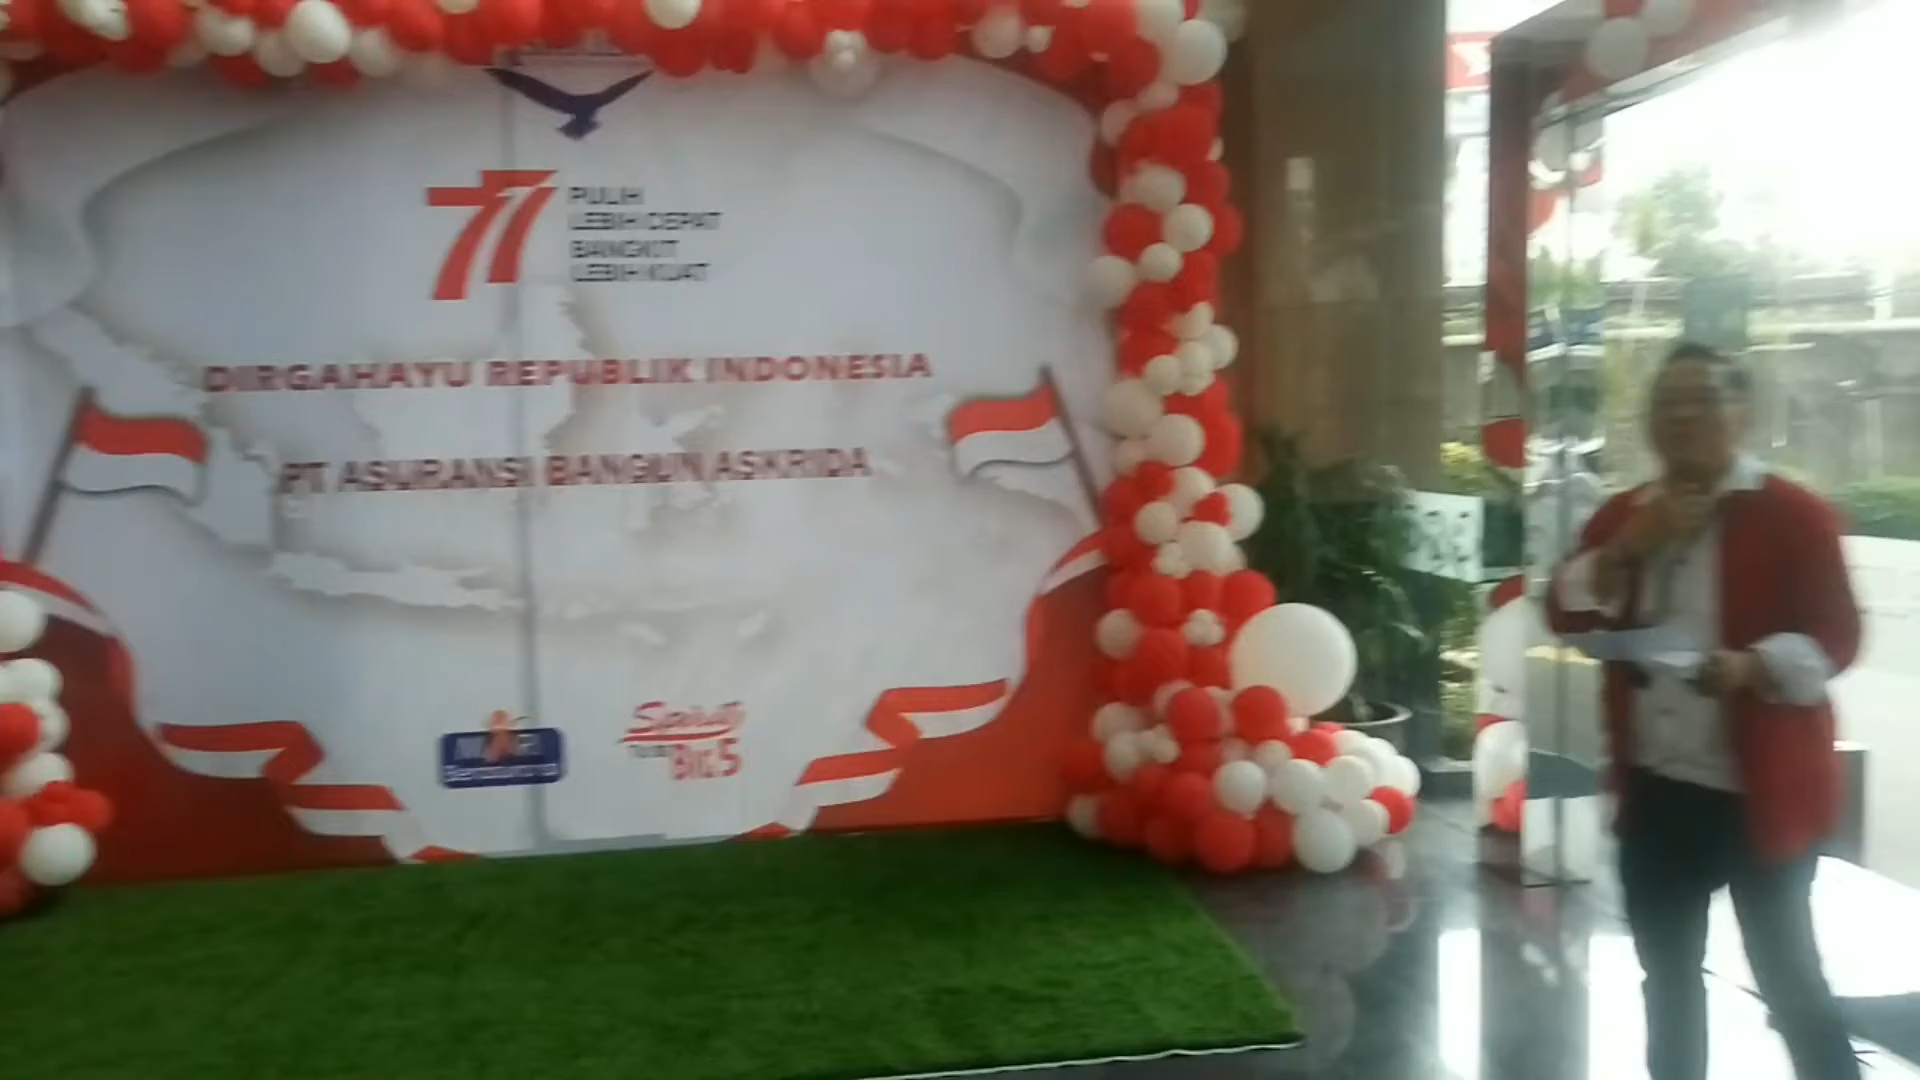 77
PULIH
LEBIH CEPAT
BANGKIT
LEBIH KUAT
DIRGAHAYU REPUBLIK INDONESIA
PT ASURANSI BANGUN ASKRIDA